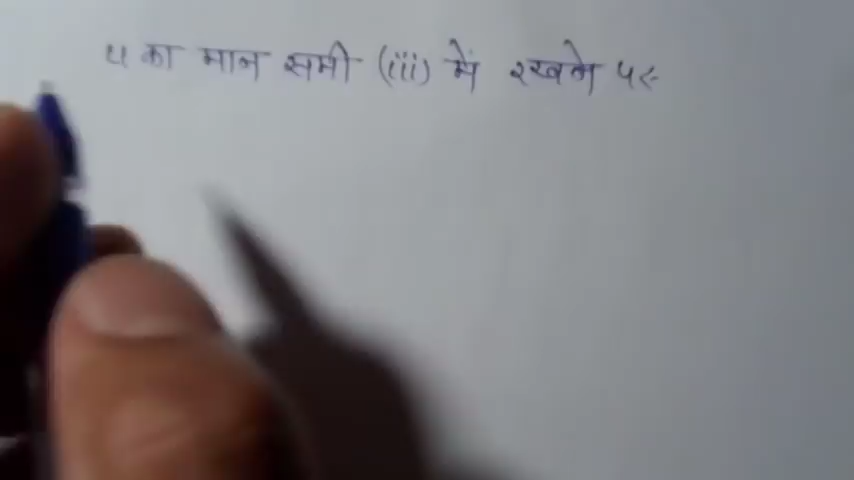 y का मान समी (iii) में रखने पर